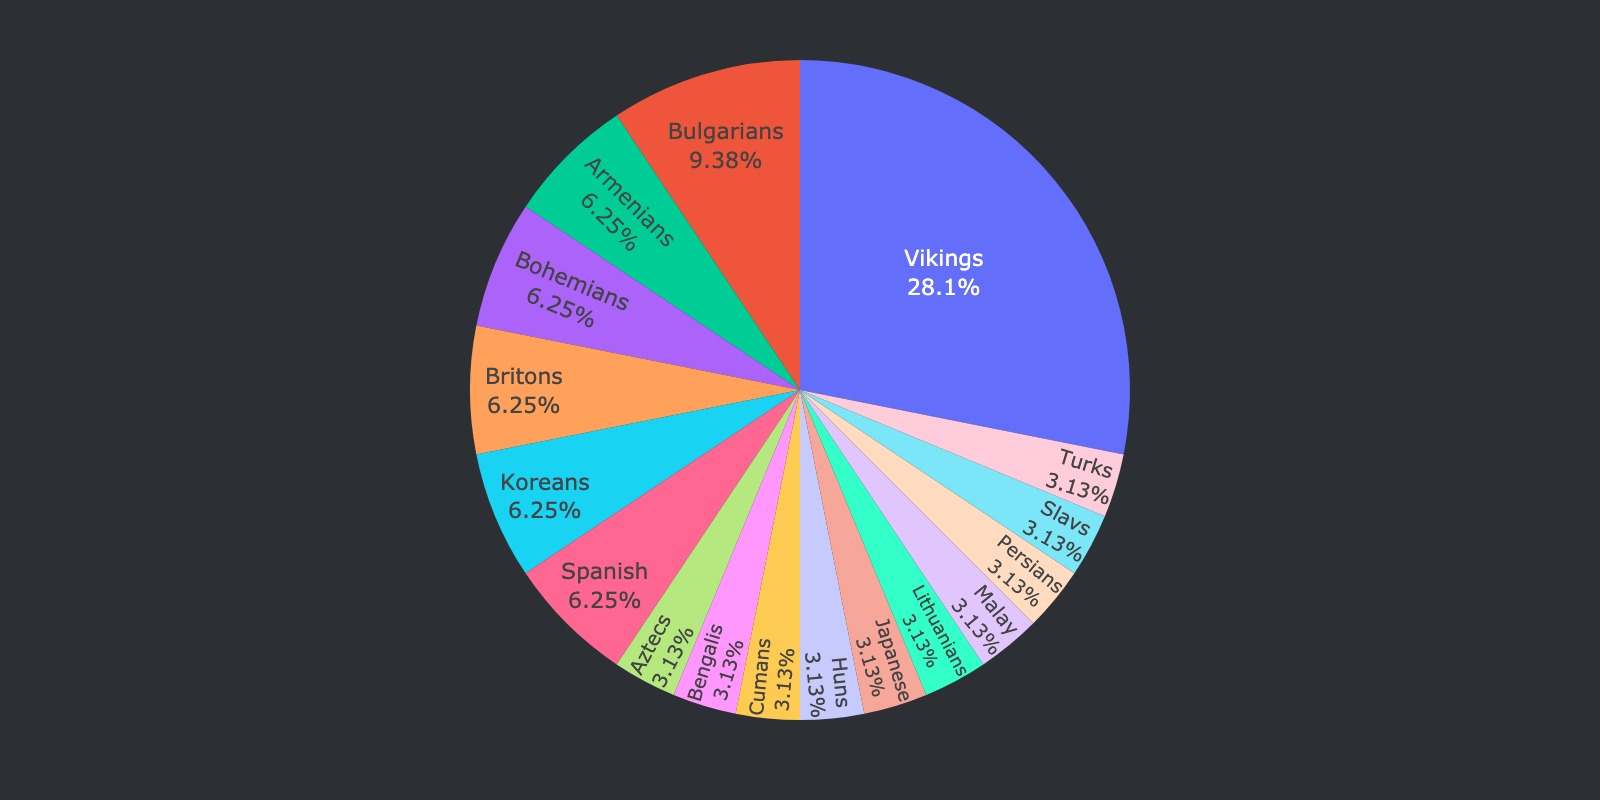 Vikings
28.1%
Bulgarians
9.38%
Armenians
6.25%
Bohemians
6.25%
Britons
6.25%
Koreans
6.25%
Spanish
6.25%
Aztecs
3.13%
Bengalis
3.13%
Cumans
3.13%
Huns
3.13%
Japanese
3.13%
Lithuanians
3.13%
Malay
3.13%
Persians
3.13%
Slavs
3.13%
Turks
3.13%